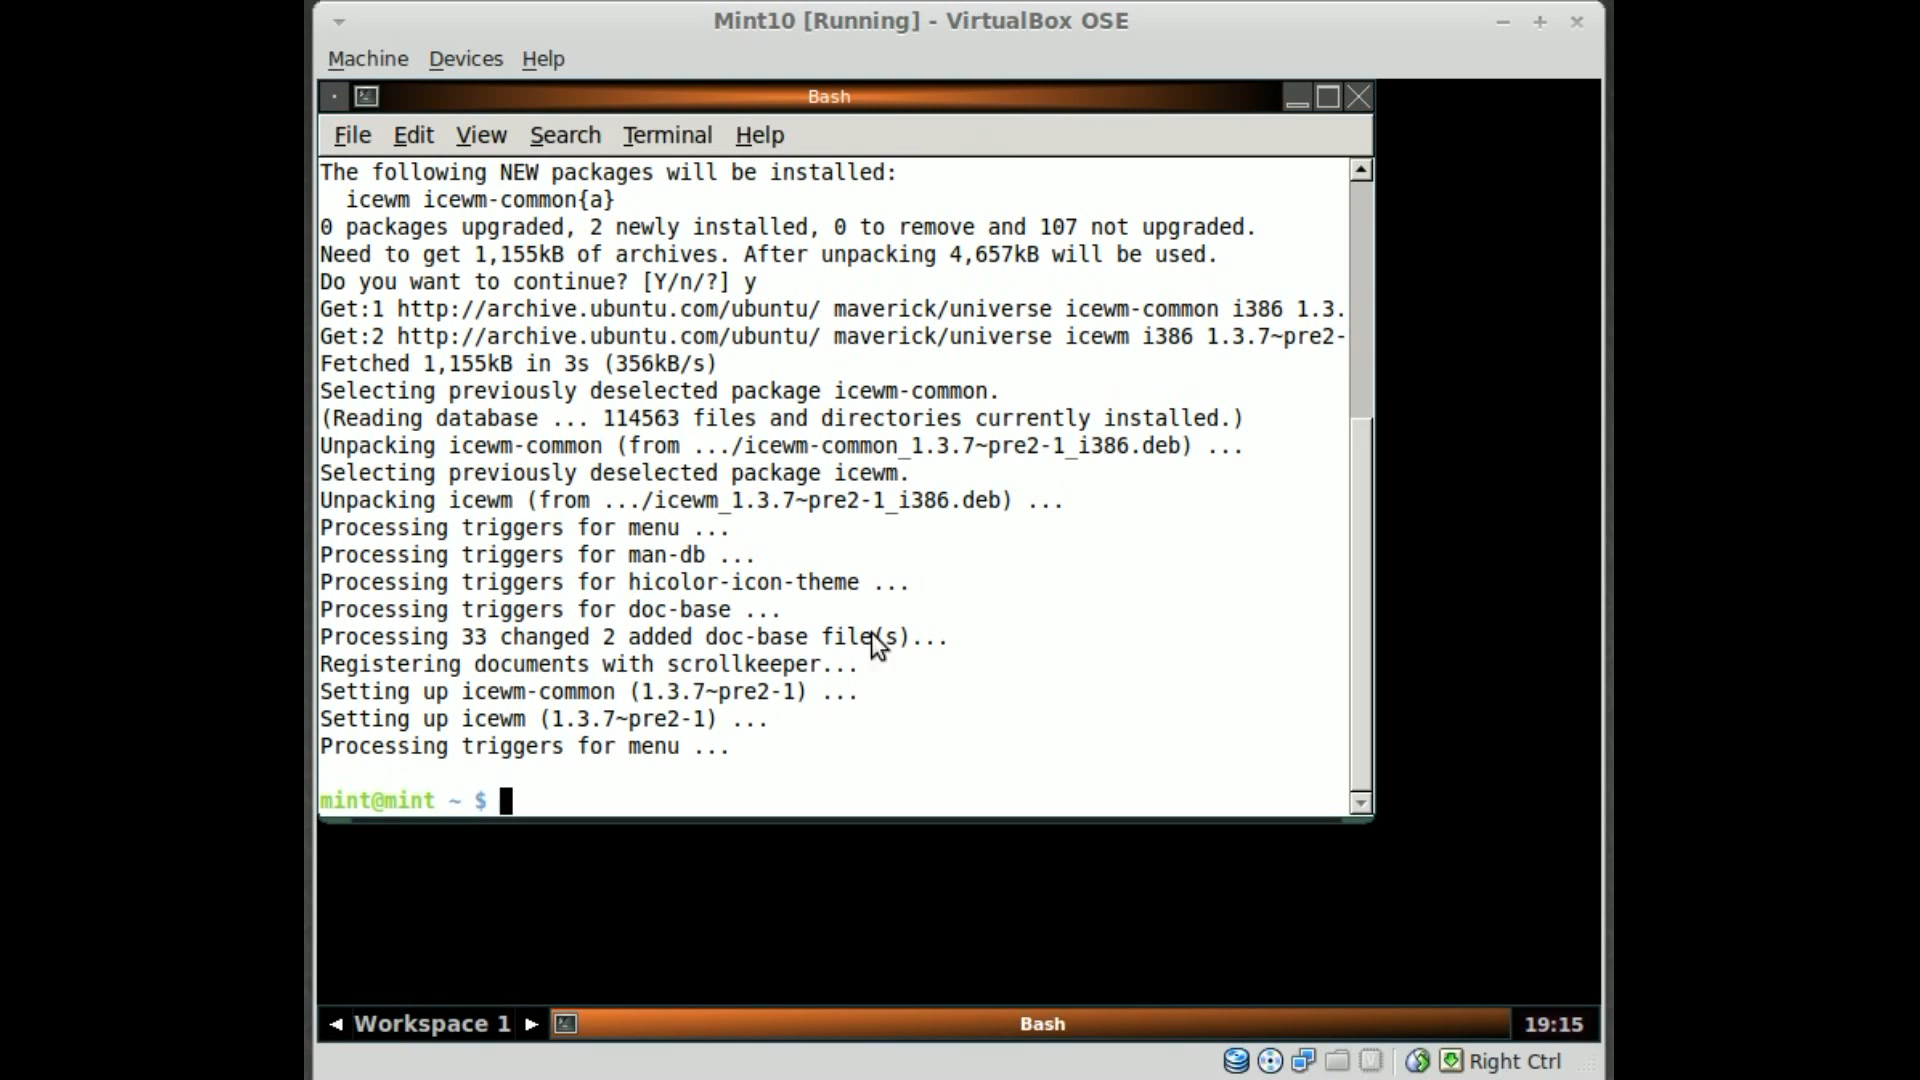 Mint10 [Running] - VirtualBox OSE
Machine Devices Help
Bash
File Edit View Search Terminal Help
The following NEW packages will be installed:
icewm icewm-common{a}
0 packages upgraded, 2 newly installed, 0 to remove and 107 not upgraded.
Need to get 1,155kB of archives. After unpacking 4,657kB will be used.
Do you want to continue? [Y/n/?] y
Get:1 http://archive.ubuntu.com/ubuntu/ maverick/universe icewm-common i386 1.3.
Get:2 http://archive.ubuntu.com/ubuntu/ maverick/universe icewm i386 1.3.7~pre2-
Fetched 1,155kB in 3s (356kB/s)
Selecting previously deselected package icewm-common.
(Reading database ... 114563 files and directories currently installed.)
Unpacking icewm-common (from .../icewm-common_1.3.7~pre2-1_i386.deb) ...
Selecting previously deselected package icewm.
Unpacking icewm (from .../icewm_1.3.7~pre2-1_i386.deb) ...
Processing triggers for menu ...
Processing triggers for man-db ...
Processing triggers for hicolor-icon-theme ...
Processing triggers for doc-base ...
Processing 33 changed 2 added doc-base file(s)...
Registering documents with scrollkeeper...
Setting up icewm-common (1.3.7~pre2-1) ...
Setting up icewm (1.3.7~pre2-1) ...
Processing triggers for menu ...
mint@mint ~ $
Workspace 1 Bash 19:15
Right Ctrl